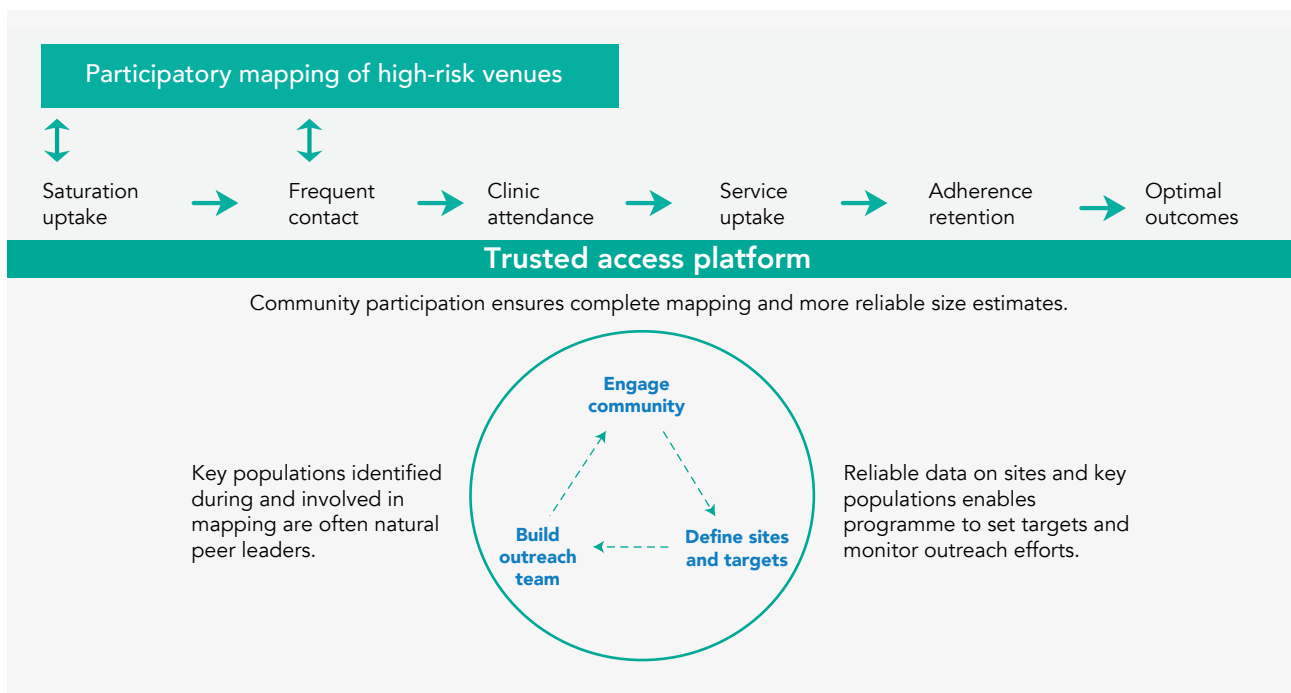 Participatory mapping of high-risk venues
Saturation
uptake
Frequent
contact
Clinic
attendance
Service
uptake
Adherence
retention
Optimal
outcomes
Trusted access platform
Community participation ensures complete mapping and more reliable size estimates.
Engage
community
Key populations identified
during and involved in
mapping are often natural
peer leaders.
Build
outreach
team
Define sites
and targets
Reliable data on sites and key
populations enables
programme to set targets and
monitor outreach efforts.